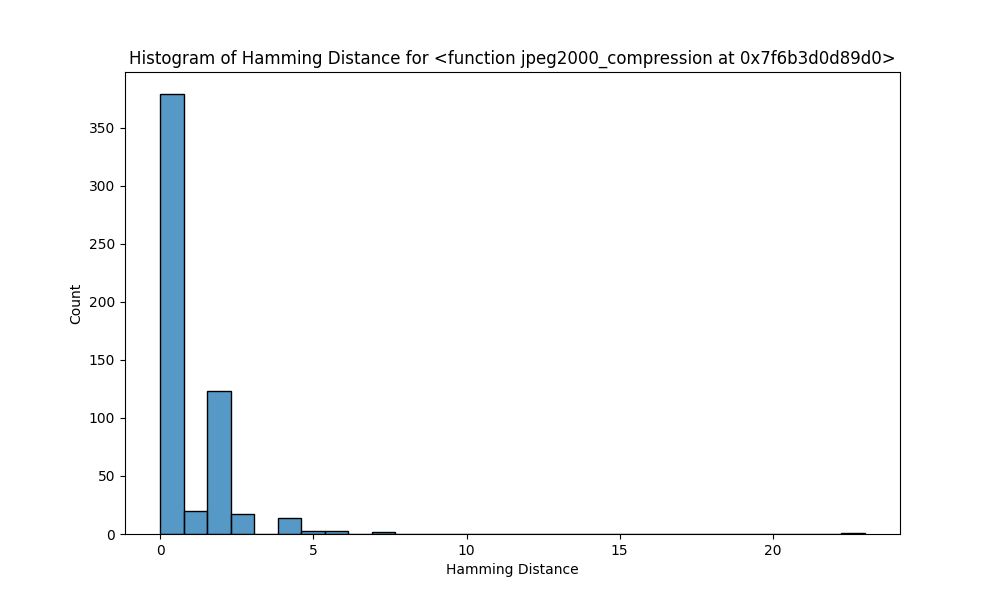 Histogram of Hamming Distance for <function jpeg2000_compression at 0x7f6b3d0d89d0>
Count
350
300
250
200
150
100
50
0
0 5 10 15 20
Hamming Distance